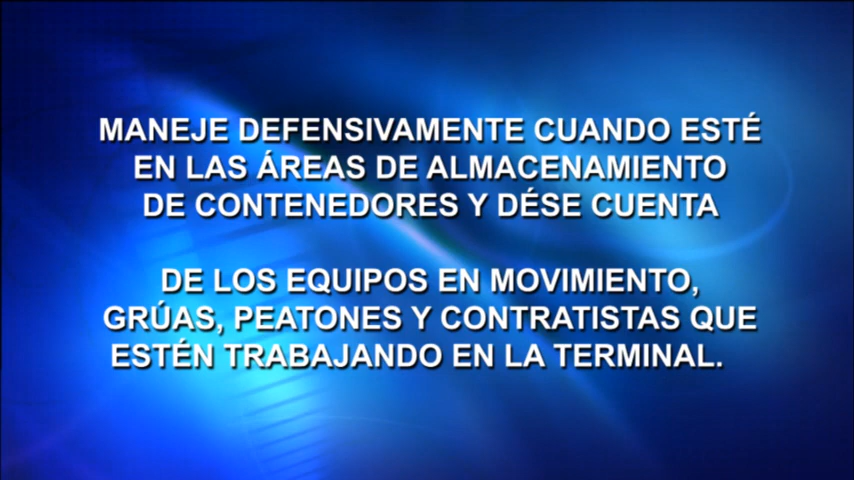 MANEJE DEFENSIVAMENTE CUANDO ESTÉ
EN LAS ÁREAS DE ALMACENAMIENTO
DE CONTENEDORES Y DÉSE CUENTA
DE LOS EQUIPOS EN MOVIMIENTO,
GRÚAS, PEATONES Y CONTRATISTAS QUE
ESTÉN TRABAJANDO EN LA TERMINAL.